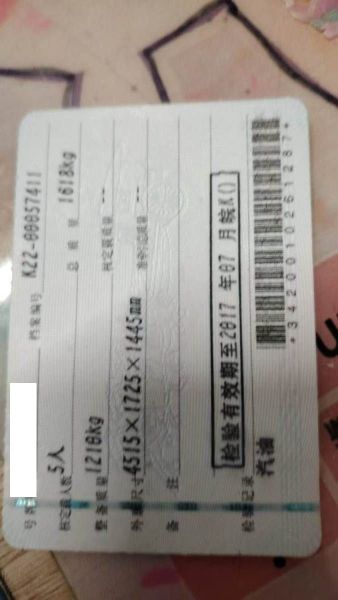 号牌 档案编号 K22-00057411
核定载人数 5人 总质量 1618kg
整备质量 1210kg 核定载质量 --
外廓尺寸 4515×1725×1445mm 准牵引总质量 --
备 注
检验有效期至2017年07月皖K()
检验记录 汽油
*3420010261287*